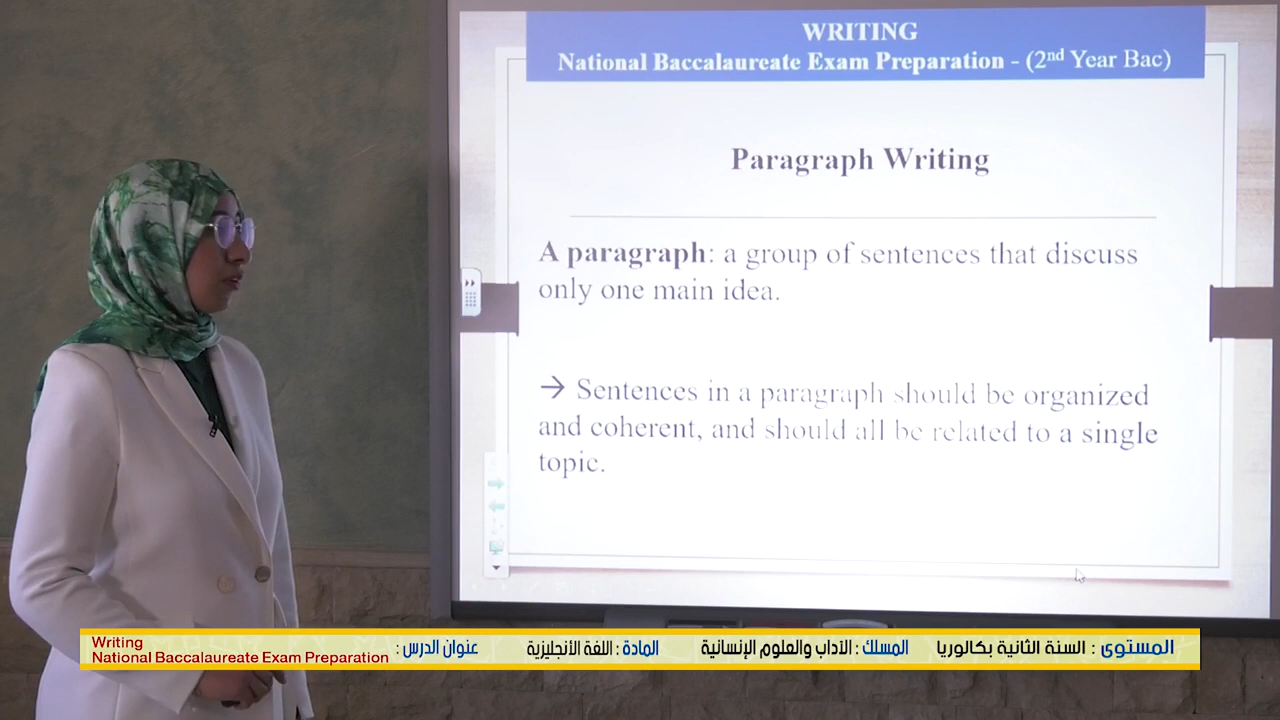 WRITING
National Baccalaureate Exam Preparation - (2nd Year Bac)
Paragraph Writing
A paragraph: a group of sentences that discuss
only one main idea.
→ Sentences in a paragraph should be organized
and coherent, and should all be related to a single
topic.
المستوى : السنة الثانية بكالوريا
المسلك : الآداب والعلوم الإنسانية
المادة : اللغة الأنجليزية
عنوان الدرس :
Writing
National Baccalaureate Exam Preparation